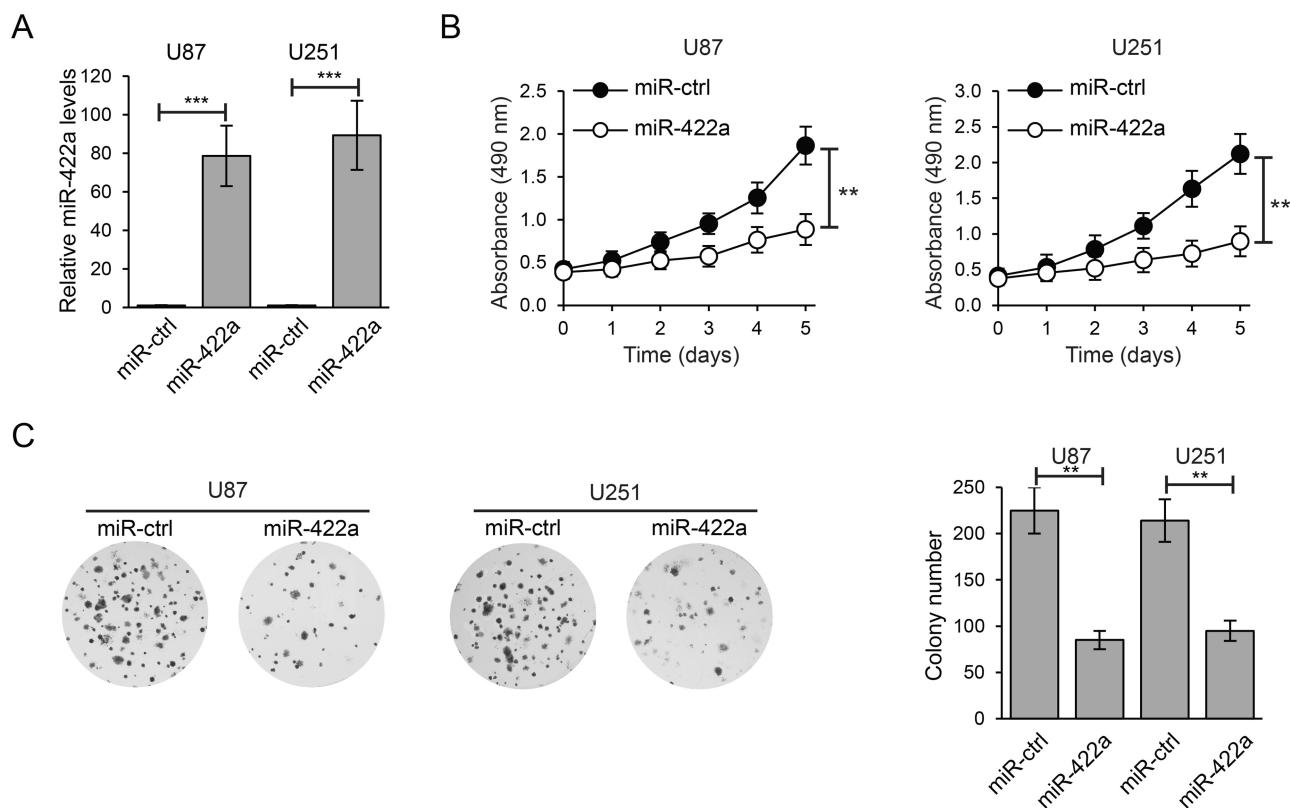 A
U87 U251
***
***
Relative miR-422a levels
120
100
80
60
40
20
0
miR-ctrl
miR-422a
miR-ctrl
miR-422a
B
U87
miR-ctrl
miR-422a
Absorbance (490 nm)
2.5
2.0
1.5
1.0
0.5
0.0
**
0 1 2 3 4 5
Time (days)
U251
miR-ctrl
miR-422a
Absorbance (490 nm)
3.0
2.5
2.0
1.5
1.0
0.5
0.0
**
0 1 2 3 4 5
Time (days)
C
U87
miR-ctrl miR-422a
U251
miR-ctrl miR-422a
U87 U251
** **
Colony number
250
200
150
100
50
0
miR-ctrl
miR-422a
miR-ctrl
miR-422a